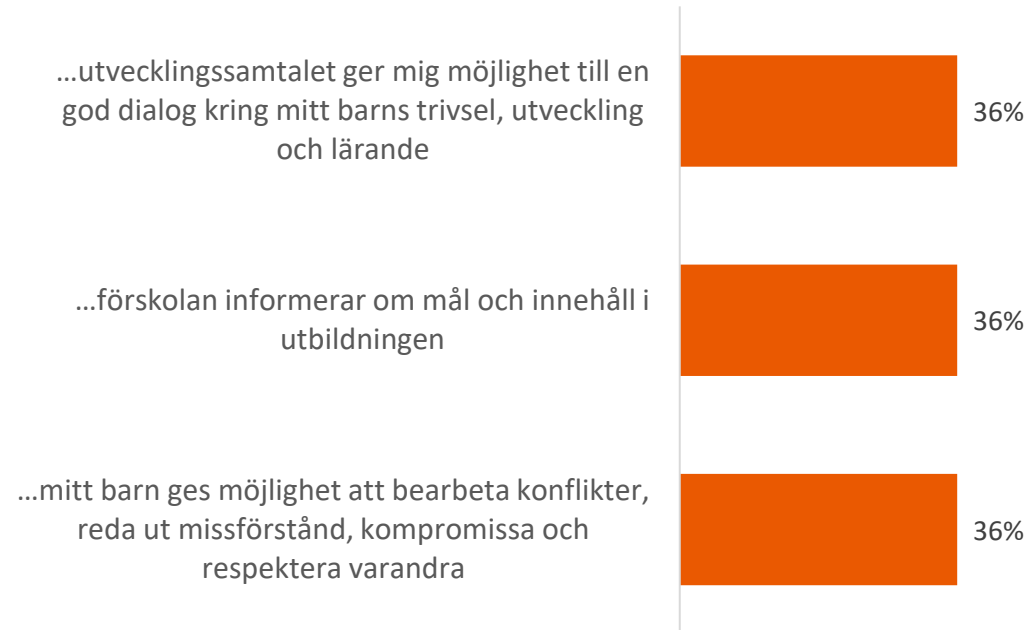 ...utvecklingssamtalet ger mig möjlighet till en
god dialog kring mitt barns trivsel, utveckling
och lärande
36%
...förskolan informerar om mål och innehåll i
utbildningen
36%
...mitt barn ges möjlighet att bearbeta konflikter,
reda ut missförstånd, kompromissa och
respektera varandra
36%